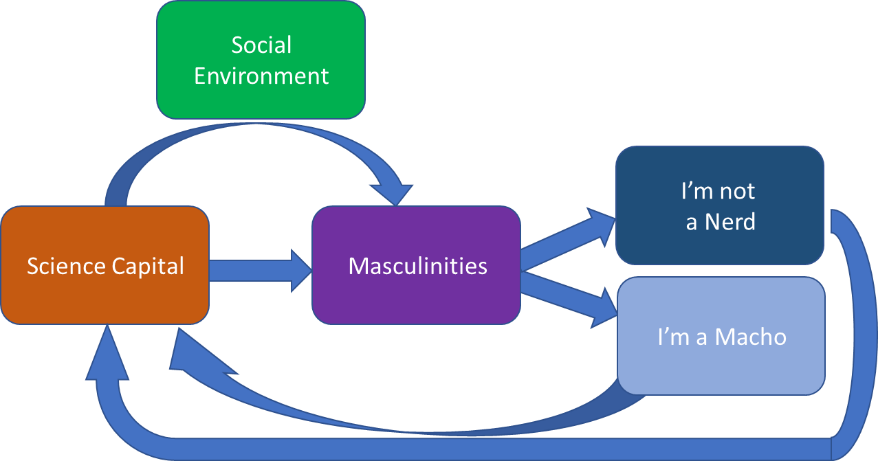 Social
Environment
I'm not
a Nerd
Science Capital
Masculinities
I'm a Macho